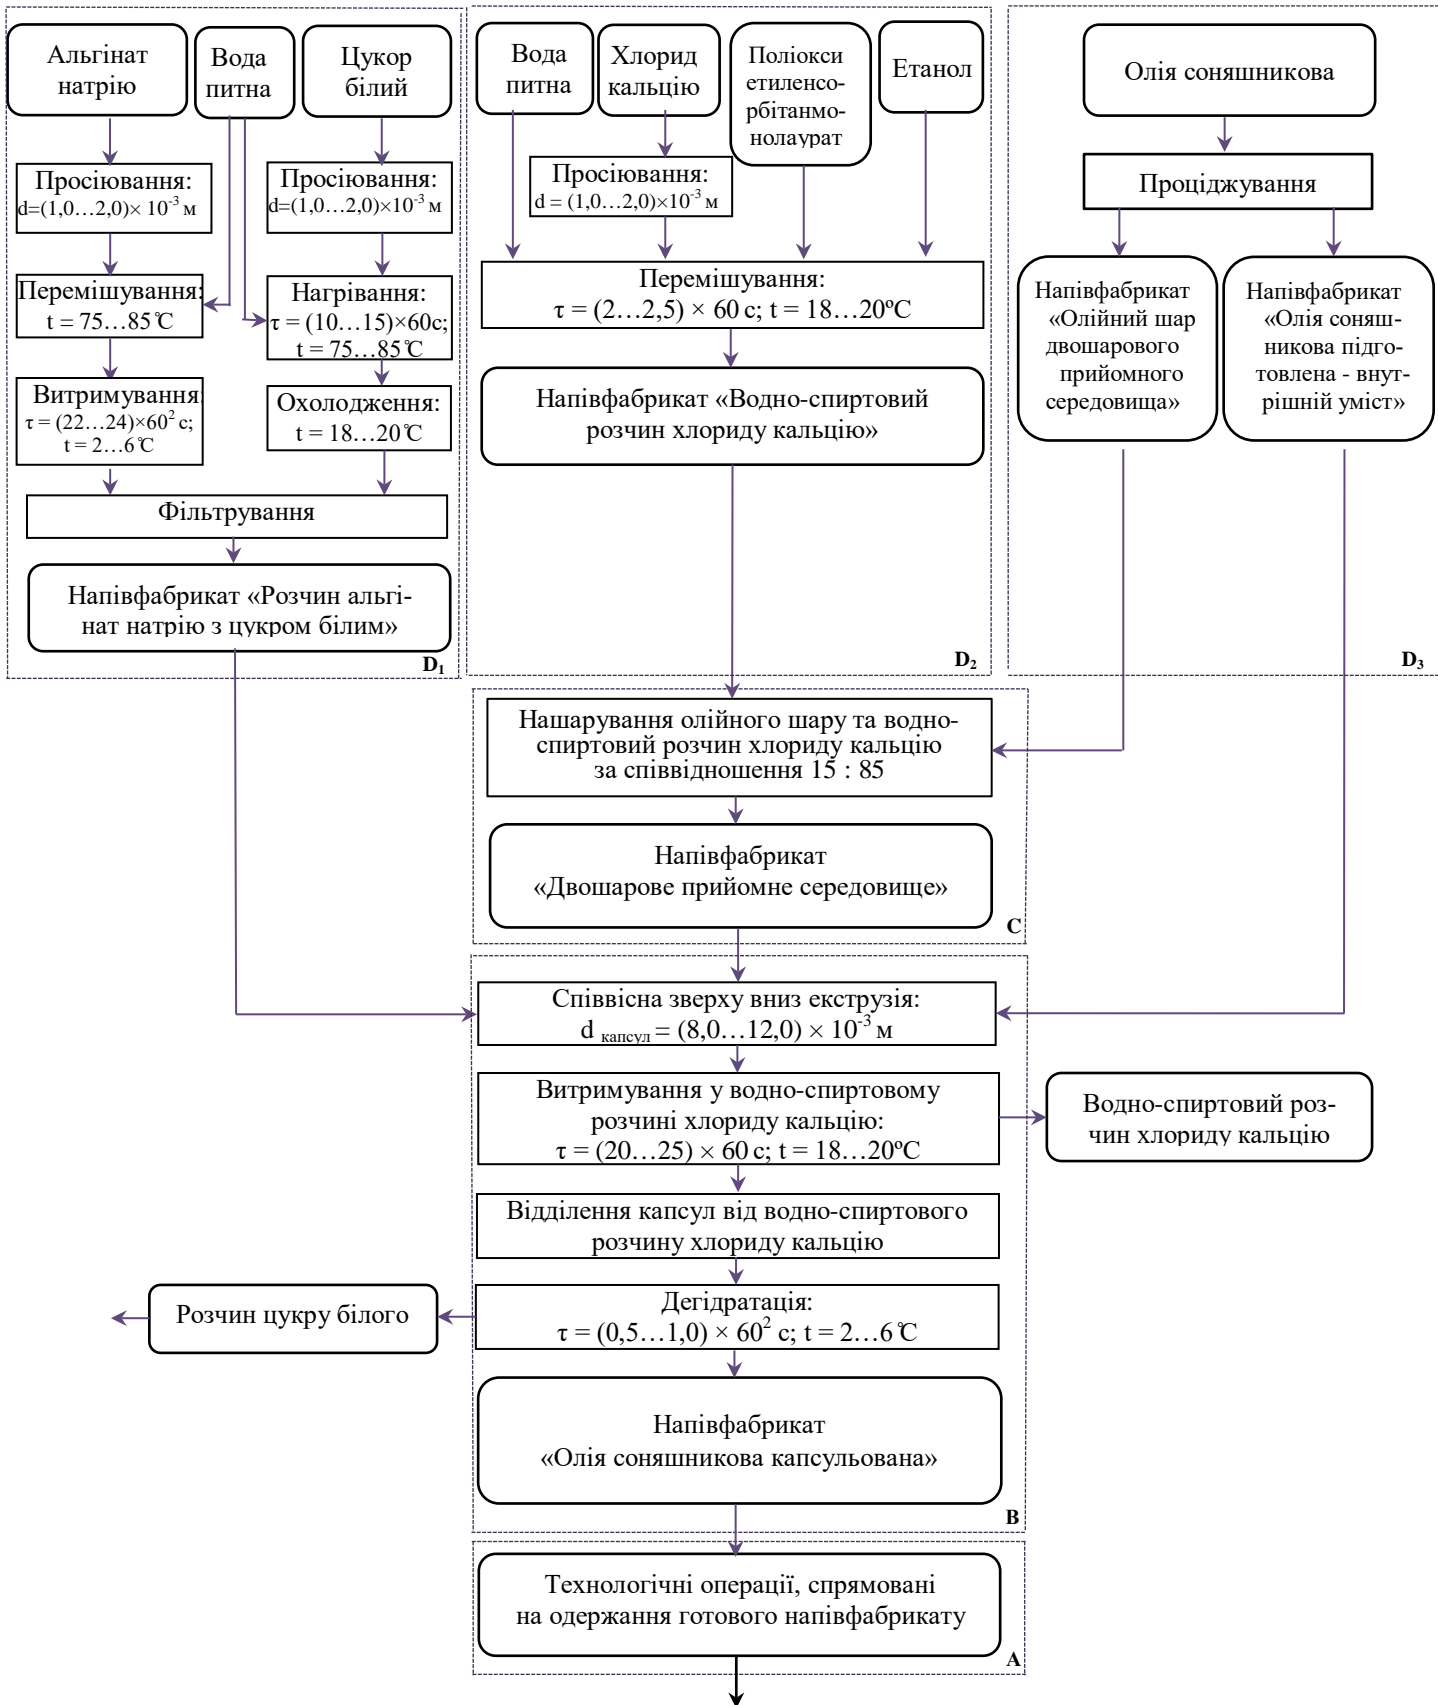 Альгінат
натрію
Вода
питна
Цукор
білий
Просіювання:
d=(1,0…2,0)× 10⁻³ м
Просіювання:
d=(1,0…2,0)×10⁻³ м
Перемішування:
t = 75…85℃
Нагрівання:
τ = (10…15)×60с;
t = 75…85℃
Витримування:
τ = (22…24)×60² с;
t = 2…6℃
Охолодження:
t = 18…20℃
Фільтрування
Напівфабрикат «Розчин альгі-
нат натрію з цукром білим»
D₁
Вода
питна
Хлорид
кальцію
Поліокси
етиленсо-
рбітанмо-
нолаурат
Етанол
Просіювання:
d = (1,0…2,0)×10⁻³ м
Перемішування:
τ = (2…2,5) × 60 с; t = 18…20ºС
Напівфабрикат «Водно-спиртовий
розчин хлориду кальцію»
D₂
Олія соняшникова
Проціджування
Напівфабрикат
«Олійний шар
двошарового
прийомного
середовища»
Напівфабрикат
«Олія соняш-
никова підго-
товлена - внут-
рішній уміст»
D₃
Нашарування олійного шару та водно-
спиртовий розчин хлориду кальцію
за співвідношення 15 : 85
Напівфабрикат
«Двошарове прийомне середовище»
C
Співвісна зверху вниз екструзія:
d капсул = (8,0…12,0) × 10⁻³ м
Витримування у водно-спиртовому
розчині хлориду кальцію:
τ = (20…25) × 60 с; t = 18…20ºС
Водно-спиртовий роз-
чин хлориду кальцію
Відділення капсул від водно-спиртового
розчину хлориду кальцію
Дегідратація:
τ = (0,5…1,0) × 60² с; t = 2…6℃
Розчин цукру білого
Напівфабрикат
«Олія соняшникова капсульована»
B
Технологічні операції, спрямовані
на одержання готового напівфабрикату
A